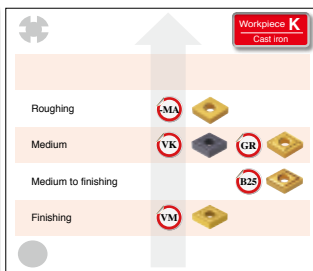 Workpiece K
Cast iron
Roughing -MA
Medium VK GR
Medium to finishing B25
Finishing VM